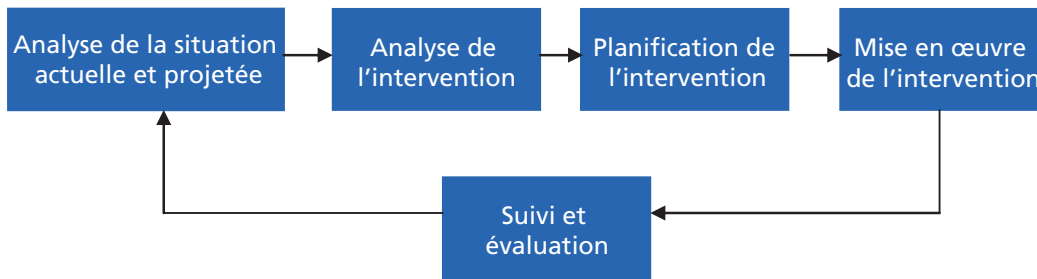 Analyse de la situation
actuelle et projetée
Analyse de
l’intervention
Planification de
l’intervention
Mise en œuvre
de l’intervention
Suivi et
évaluation